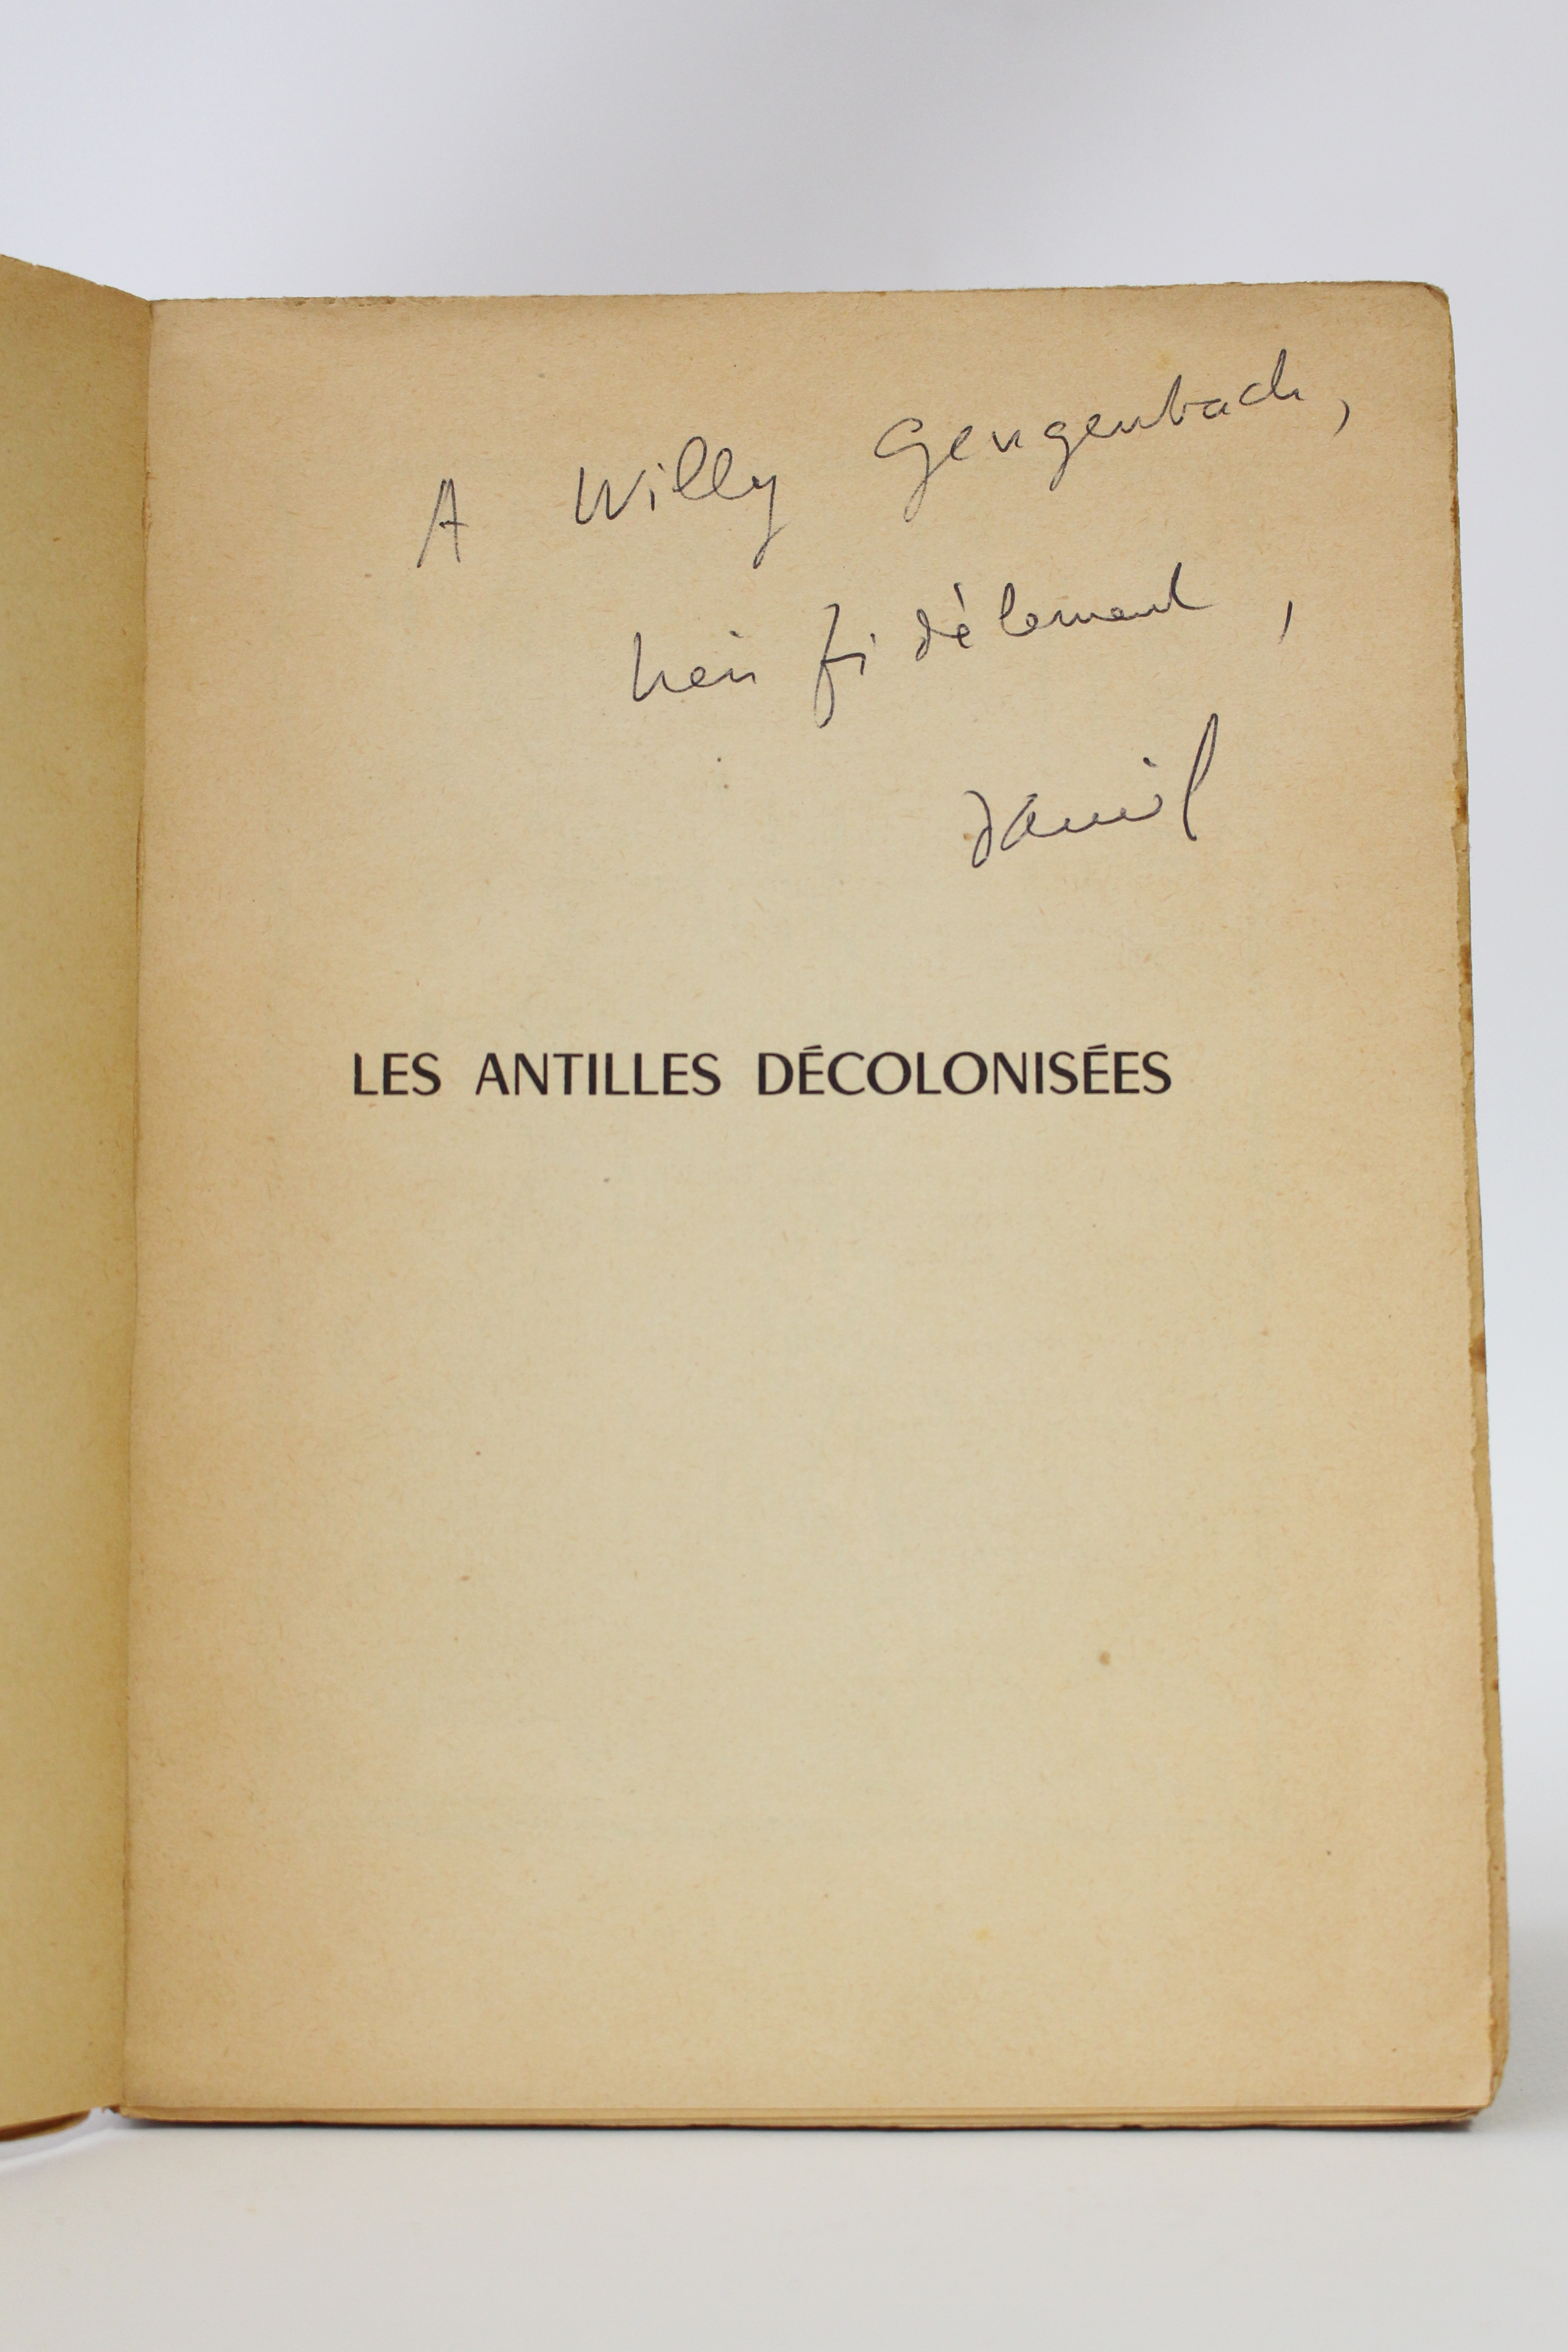 A Willy Gengenbach,
bien fidèlement,
Daniel
LES ANTILLES DÉCOLONISÉES